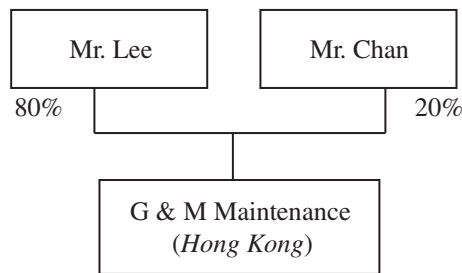 Mr. Lee
Mr. Chan
80%
20%
G & M Maintenance
(Hong Kong)